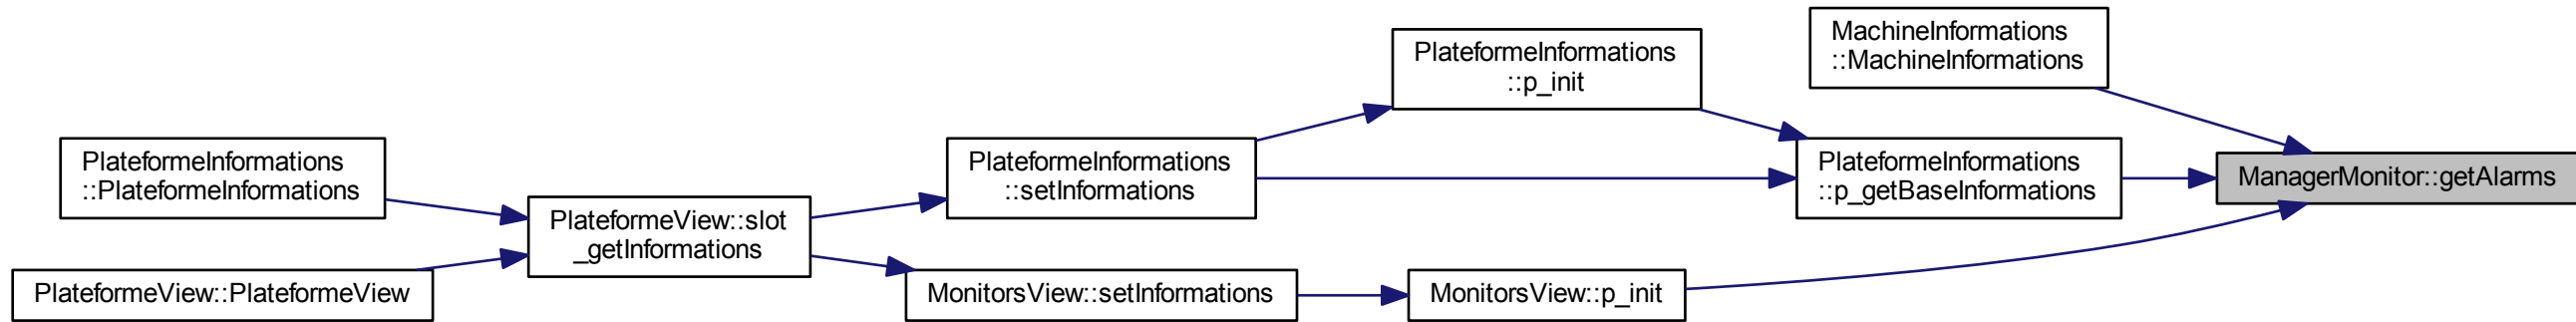 PlateformeInformations
::PlateformeInformations
PlateformeView::PlateformeView
PlateformeView::slot
_getInformations
PlateformeInformations
::setInformations
MonitorsView::setInformations
PlateformeInformations
::p_init
MonitorsView::p_init
MachineInformations
::MachineInformations
PlateformeInformations
::p_getBaseInformations
ManagerMonitor::getAlarms